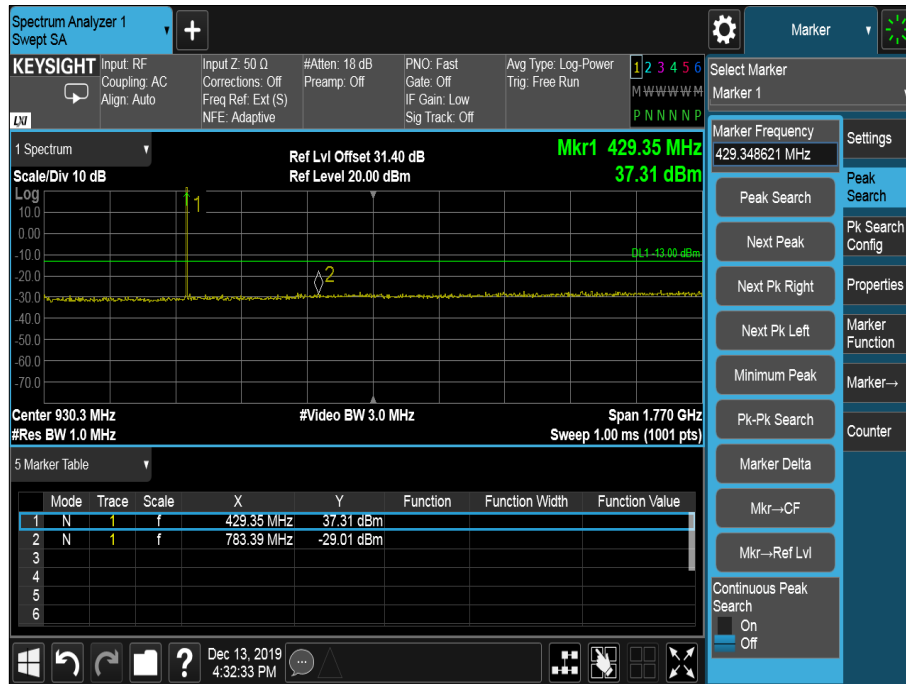 Spectrum Analyzer 1
Swept SA
Marker
KEYSIGHT
LXI
Input: RF
Coupling: AC
Align: Auto
Input Z: 50 Ω
Corrections: Off
Freq Ref: Ext (S)
NFE: Adaptive
#Atten: 18 dB
Preamp: Off
PNO: Fast
Gate: Off
IF Gain: Low
Sig Track: Off
Avg Type: Log-Power
Trig: Free Run
1 2 3 4 5 6
M W W W W M
P N N N N P
Select Marker
Marker 1
1 Spectrum
Scale/Div 10 dB
Ref Lvl Offset 31.40 dB
Ref Level 20.00 dBm
Mkr1 429.35 MHz
37.31 dBm
Log
10.0
0.00
-10.0
-20.0
-30.0
-40.0
-50.0
-60.0
-70.0
1
2
DL1 -13.00 dBm
Center 930.3 MHz
#Res BW 1.0 MHz
#Video BW 3.0 MHz
Span 1.770 GHz
Sweep 1.00 ms (1001 pts)
5 Marker Table
Mode Trace Scale X Y Function Function Width Function Value
1 N 1 f 429.35 MHz 37.31 dBm
2 N 1 f 783.39 MHz -29.01 dBm
3
4
5
6
Marker Frequency
429.348621 MHz
Peak Search
Next Peak
Next Pk Right
Next Pk Left
Minimum Peak
Pk-Pk Search
Marker Delta
Mkr→CF
Mkr→Ref Lvl
Continuous Peak
Search
On
Off
Settings
Peak
Search
Pk Search
Config
Properties
Marker
Function
Marker→
Counter
?
Dec 13, 2019
4:32:33 PM